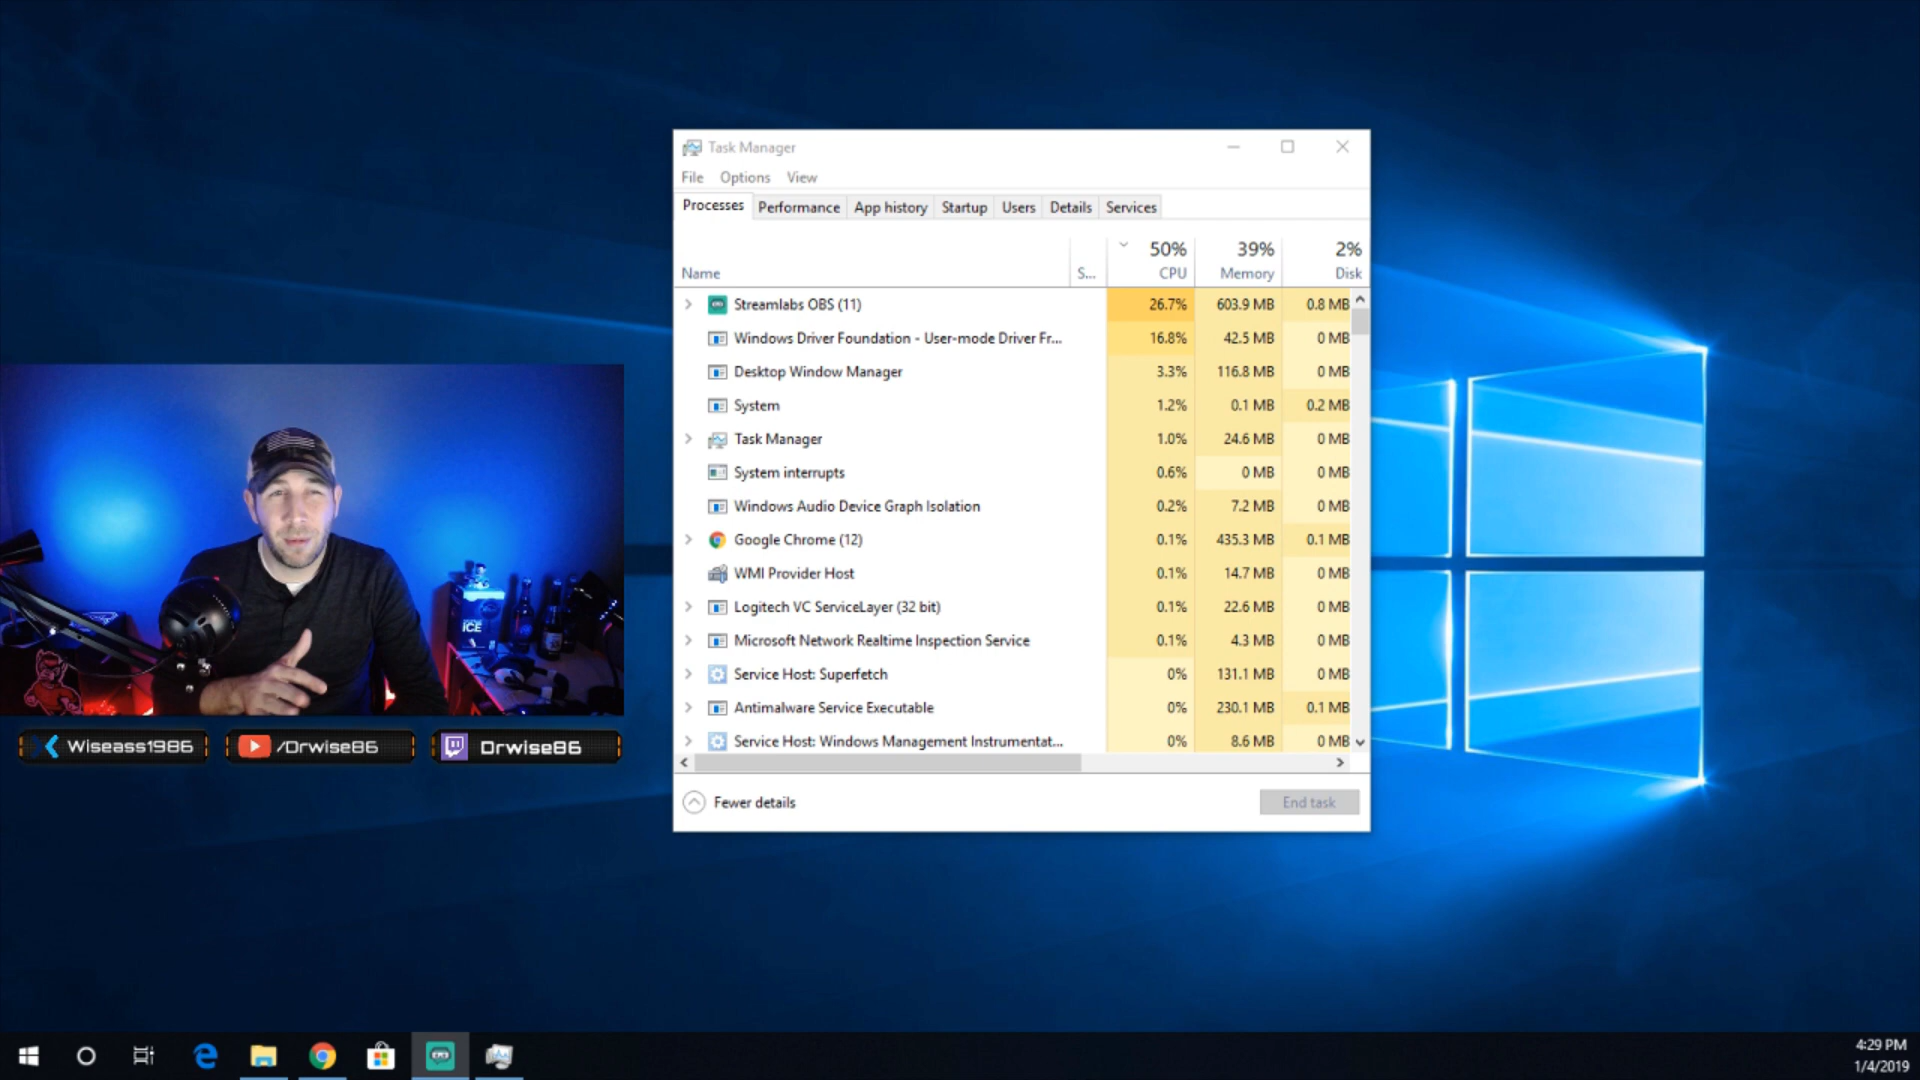 Task Manager
File Options View
Processes Performance App history Startup Users Details Services
50% 39% 2%
Name S... CPU Memory Disk
Streamlabs OBS (11) 26.7% 603.9 MB 0.8 MB
Windows Driver Foundation - User-mode Driver Fr... 16.8% 42.5 MB 0 MB
Desktop Window Manager 3.3% 116.8 MB 0 MB
System 1.2% 0.1 MB 0.2 MB
Task Manager 1.0% 24.6 MB 0 MB
System interrupts 0.6% 0 MB 0 MB
Windows Audio Device Graph Isolation 0.2% 7.2 MB 0 MB
Google Chrome (12) 0.1% 435.3 MB 0.1 MB
WMI Provider Host 0.1% 14.7 MB 0 MB
Logitech VC ServiceLayer (32 bit) 0.1% 22.6 MB 0 MB
Microsoft Network Realtime Inspection Service 0.1% 4.3 MB 0 MB
Service Host: Superfetch 0% 131.1 MB 0 MB
Antimalware Service Executable 0% 230.1 MB 0.1 MB
Service Host: Windows Management Instrumentat... 0% 8.6 MB 0 MB
Fewer details End task
ICE
Wiseass1986 /Drwise86 Drwise86
4:29 PM
1/4/2019